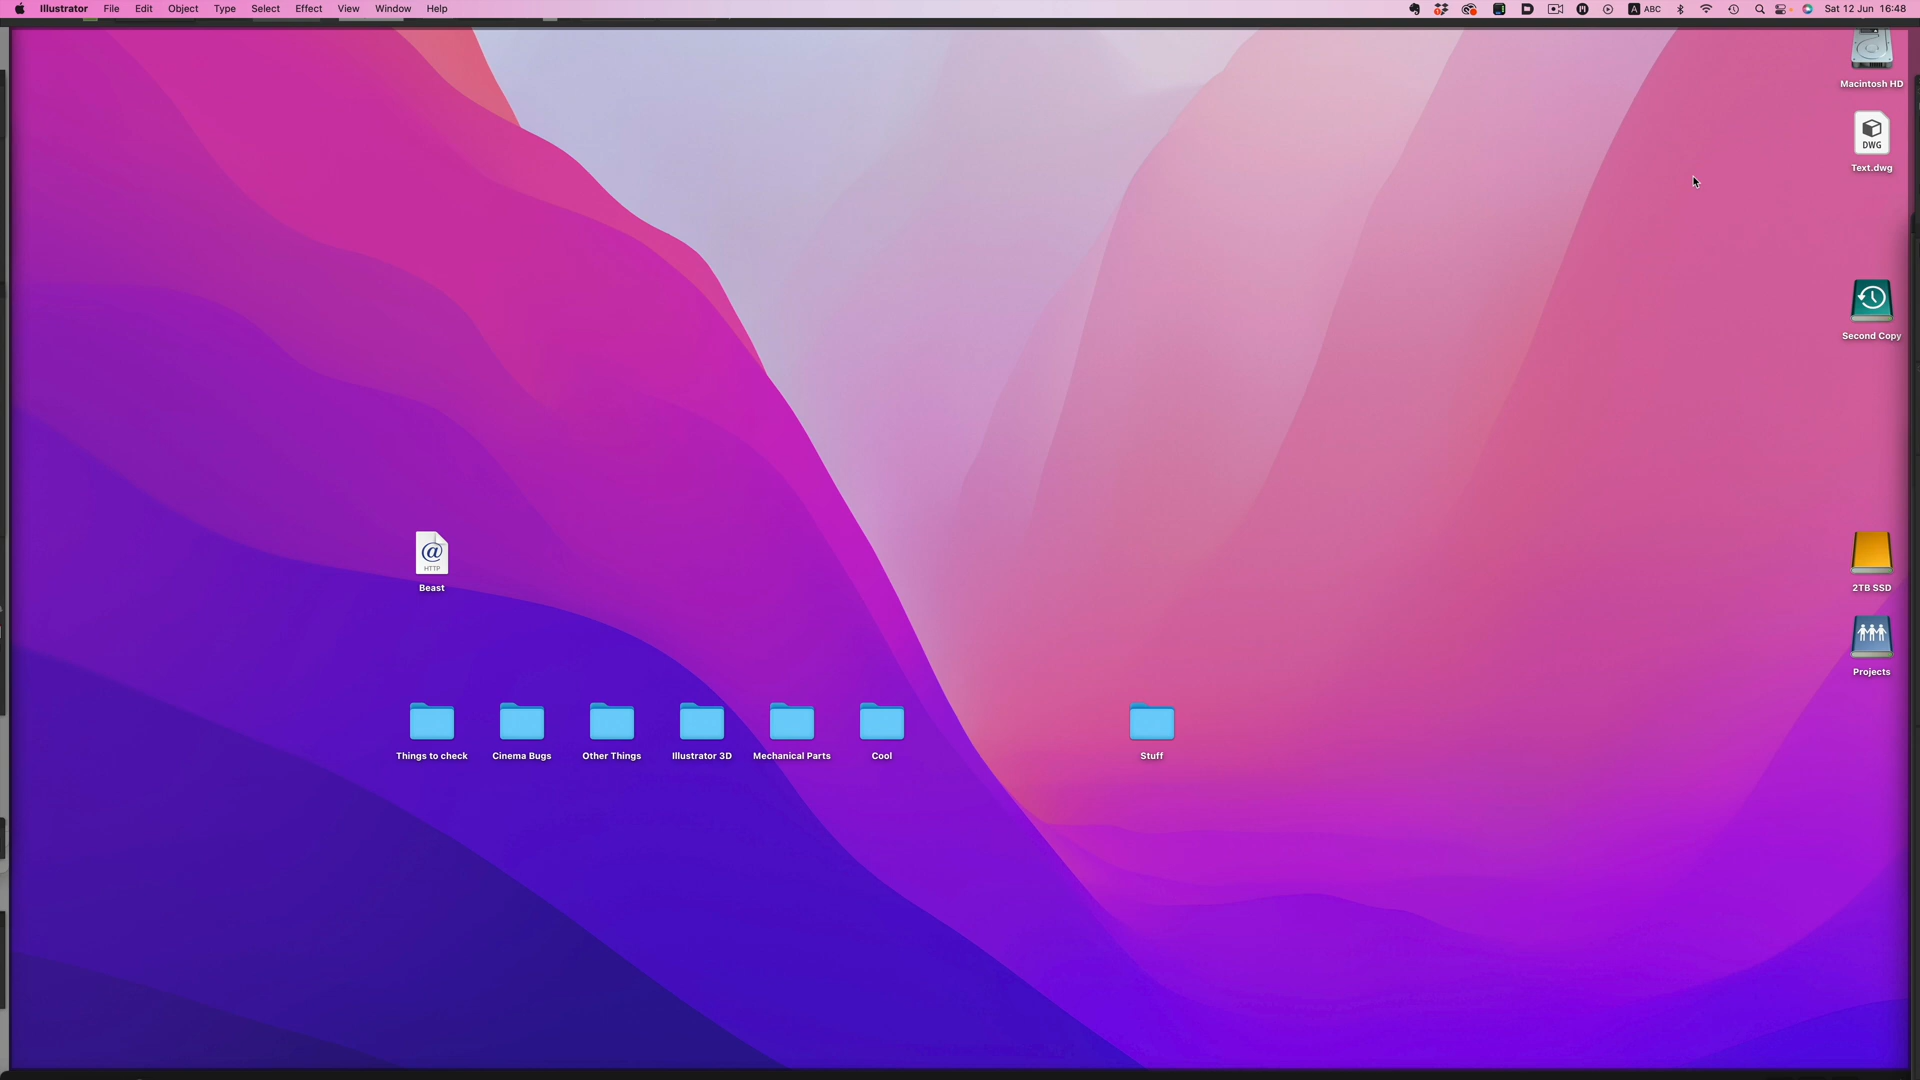 Illustrator File Edit Object Type Select Effect View Window Help A ABC Sat 12 Jun 16:48
Macintosh HD
DWG
Text.dwg
Second Copy
@
HTTP
Beast
2TB SSD
Projects
Things to check Cinema Bugs Other Things Illustrator 3D Mechanical Parts Cool Stuff